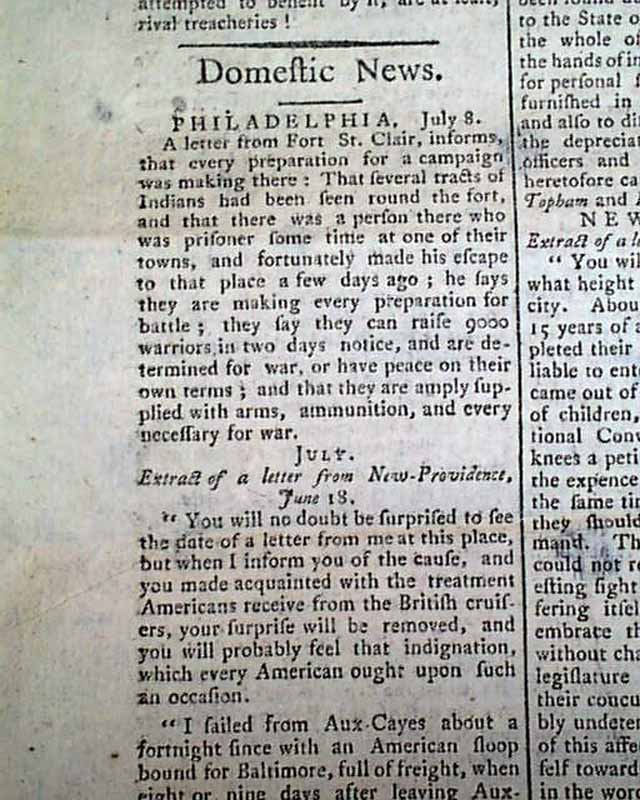 attempted to benefit by it, are at least,
rival treacheries !
Domeſtic News.
PHILADELPHIA, July 8.
A letter from Fort St. Clair, informs,
that every preparation for a campaign
was making there : That ſeveral tracts of
Indians had been ſeen round the fort,
and that there was a perſon there who
was priſoner ſome time at one of their
towns, and fortunately made his eſcape
to that place a few days ago ; he ſays
they are making every preparation for
battle ; they ſay they can raiſe 9000
warriors in two days notice, and are de-
termined for war, or have peace on their
own terms ; and that they are amply ſup-
plied with arms, ammunition, and every
neceſſary for war.
JULY.
Extract of a letter from New-Providence,
June 18.
“ You will no doubt be ſurpriſed to ſee
the date of a letter from me at this place,
but when I inform you of the cauſe, and
you made acquainted with the treatment
Americans receive from the Britiſh cruiſ-
ers, your ſurpriſe will be removed, and
you will probably feel that indignation,
which every American ought upon ſuch
an occaſion.
“ I ſailed from Aux-Cayes about a
fortnight ſince with an American ſloop
bound for Baltimore, full of freight, when
eight or nine days after leaving Aux-
to the State o
the whole of
the hands of in
for perſonal ſ
furniſhed in
and alſo to diſ
the depreciat
officers and
heretofore ca
Topham and
NEW
Extract of a le
“ You wil
what height
city. Abou
15 years of
pleted their
liable to ente
came out of
of children,
tional Conv
knees a peti
the expence
the ſame tim
they ſhould
mand. Th
could not re
eſting ſight
fering itſel
embrace th
without cha
legiſlature
their concu
bly undeter
of this affe
ſelf toward
in the word